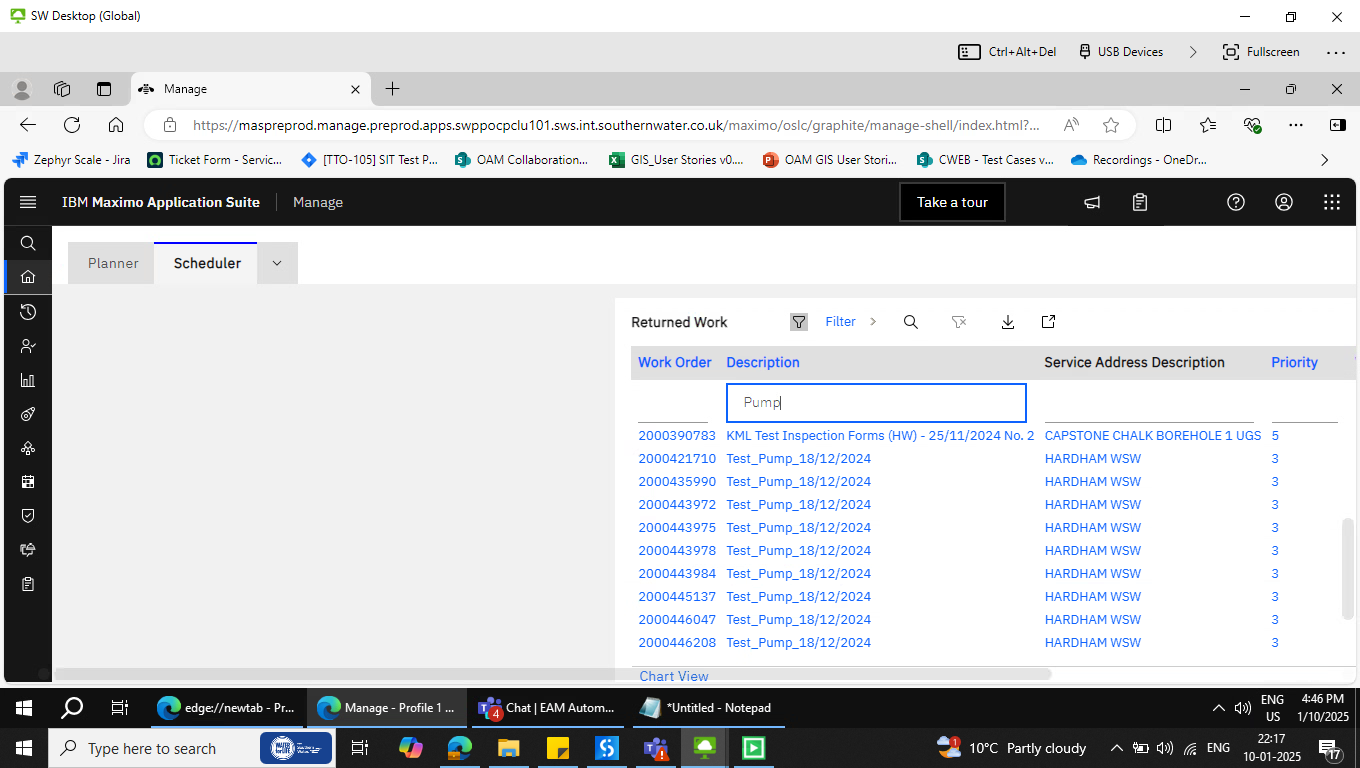 SW Desktop (Global)
Ctrl+Alt+Del
USB Devices
Fullscreen
Manage
https://maspreprod.manage.preprod.apps.swppocpclu101.sws.int.southernwater.co.uk/maximo/oslc/graphite/manage-shell/index.html?...
Zephyr Scale - Jira
Ticket Form - Servic...
[TTO-105] SIT Test P...
OAM Collaboration...
GIS_User Stories v0....
OAM GIS User Stori...
CWEB - Test Cases v...
Recordings - OneDr...
IBM Maximo Application Suite
Manage
Take a tour
Planner
Scheduler
Returned Work
Filter
Work Order Description Service Address Description Priority
Pump
2000390783 KML Test Inspection Forms (HW) - 25/11/2024 No. 2 CAPSTONE CHALK BOREHOLE 1 UGS 5
2000421710 Test_Pump_18/12/2024 HARDHAM WSW 3
2000435990 Test_Pump_18/12/2024 HARDHAM WSW 3
2000443972 Test_Pump_18/12/2024 HARDHAM WSW 3
2000443975 Test_Pump_18/12/2024 HARDHAM WSW 3
2000443978 Test_Pump_18/12/2024 HARDHAM WSW 3
2000443984 Test_Pump_18/12/2024 HARDHAM WSW 3
2000445137 Test_Pump_18/12/2024 HARDHAM WSW 3
2000446047 Test_Pump_18/12/2024 HARDHAM WSW 3
2000446208 Test_Pump_18/12/2024 HARDHAM WSW 3
Chart View
edge://newtab - Pr...
Manage - Profile 1 ...
4
Chat | EAM Autom...
*Untitled - Notepad
ENG
US
4:46 PM
1/10/2025
Type here to search
1
10°C Partly cloudy
ENG
22:17
10-01-2025
17